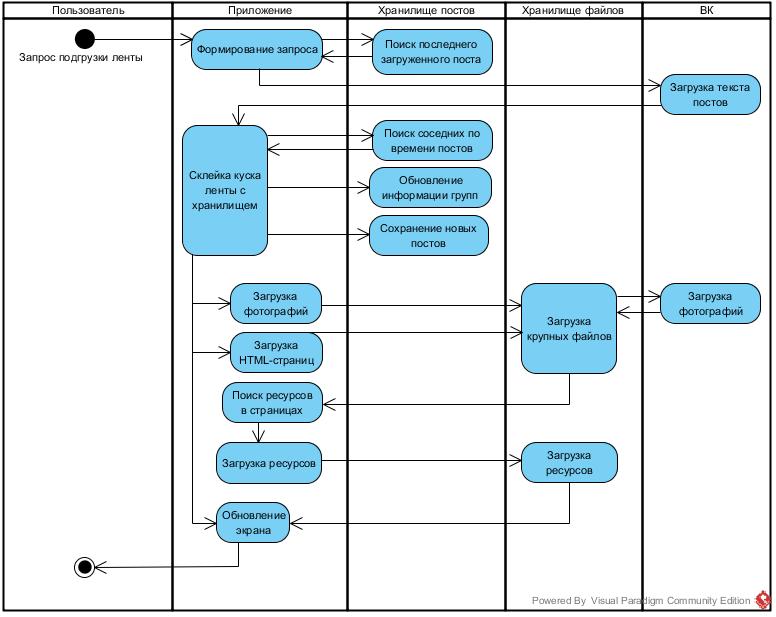 Пользователь
Приложение
Хранилище постов
Хранилище файлов
ВК
Запрос подгрузки ленты
Формирование запроса
Поиск последнего
загруженного поста
Загрузка текста
постов
Склейка куска
ленты с
хранилищем
Поиск соседних по
времени постов
Обновление
информации групп
Сохранение новых
постов
Загрузка
фотографий
Загрузка
крупных файлов
Загрузка
фотографий
Загрузка
HTML-страниц
Поиск ресурсов
в страницах
Загрузка ресурсов
Загрузка
ресурсов
Обновление
экрана
Powered By Visual Paradigm Community Edition